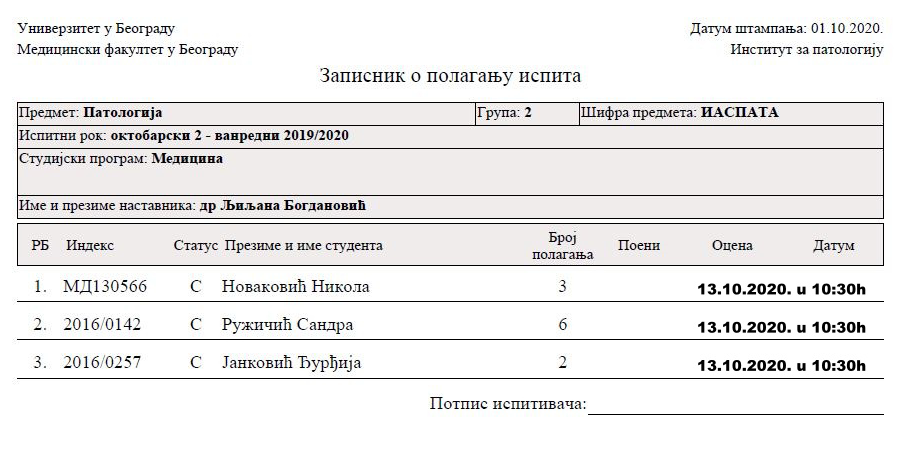 Универзитет у Београду
Датум штампања: 01.10.2020.
Медицински факултет у Београду
Институт за патологију
Записник о полагању испита
Предмет: Патологија Група: 2 Шифра предмета: ИАСПАТА
Испитни рок: октобарски 2 - ванредни 2019/2020
Студијски програм: Медицина
Име и презиме наставника: др Љиљана Богдановић
РБ Индекс Статус Презиме и име студента Број полагања Поени Оцена Датум
1. МД130566 С Новаковић Никола 3 13.10.2020. u 10:30h
2. 2016/0142 С Ружичић Сандра 6 13.10.2020. u 10:30h
3. 2016/0257 С Јанковић Ђурђија 2 13.10.2020. u 10:30h
Потпис испитивача: